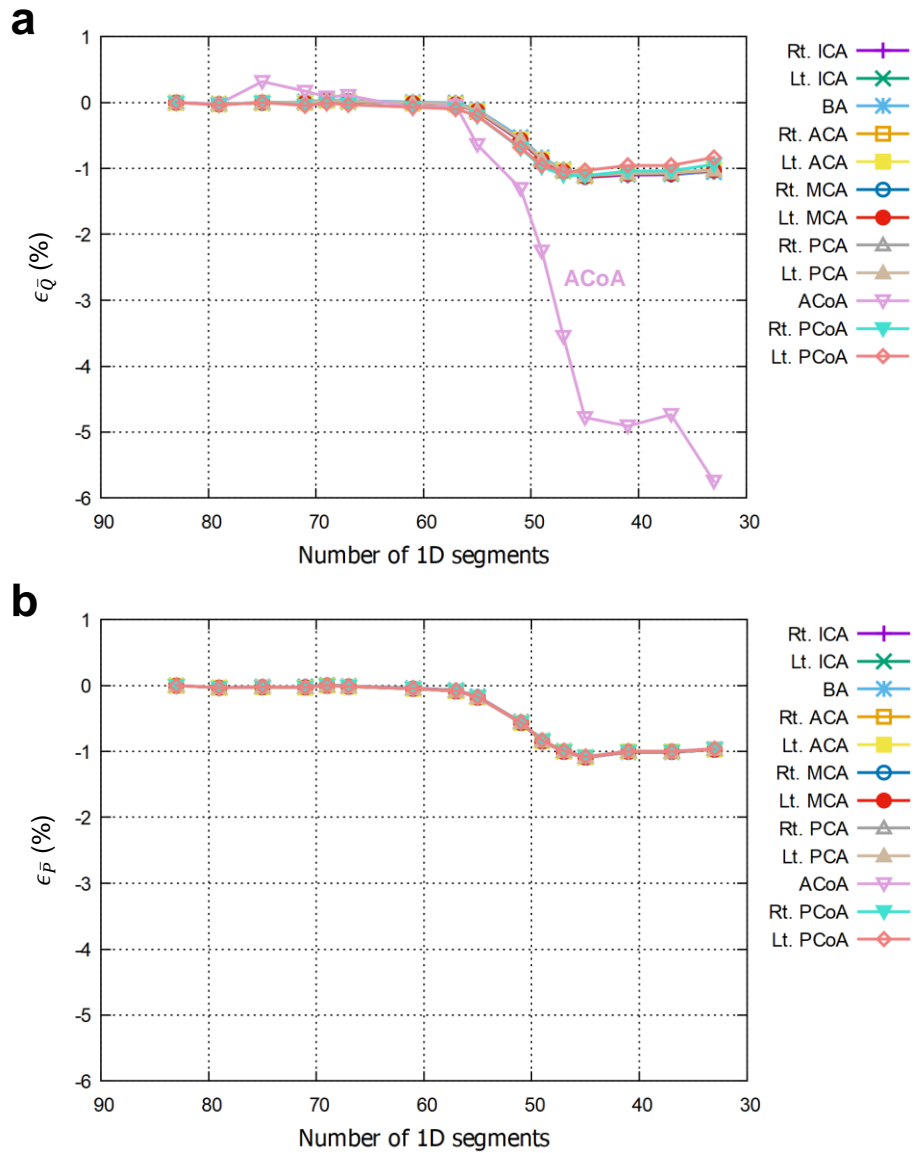 a
1
0
-1
-2
-3
-4
-5
-6
90 80 70 60 50 40 30
ϵQ̄ (%)
Number of 1D segments
ACoA
Rt. ICA
Lt. ICA
BA
Rt. ACA
Lt. ACA
Rt. MCA
Lt. MCA
Rt. PCA
Lt. PCA
ACoA
Rt. PCoA
Lt. PCoA
b
1
0
-1
-2
-3
-4
-5
-6
90 80 70 60 50 40 30
ϵP̄ (%)
Number of 1D segments
Rt. ICA
Lt. ICA
BA
Rt. ACA
Lt. ACA
Rt. MCA
Lt. MCA
Rt. PCA
Lt. PCA
ACoA
Rt. PCoA
Lt. PCoA